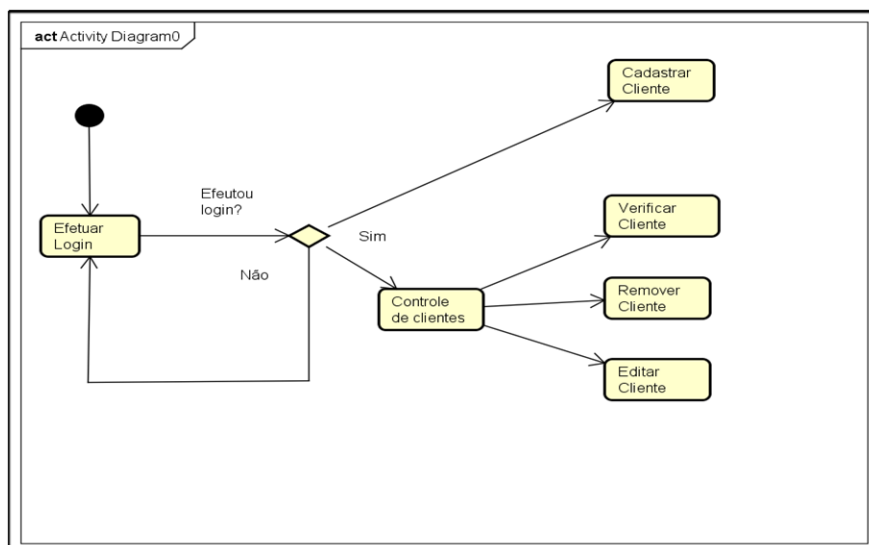 act Activity Diagram0
Cadastrar
Cliente
Efeutou
login?
Efetuar
Login
Sim
Não
Verificar
Cliente
Controle
de clientes
Remover
Cliente
Editar
Cliente